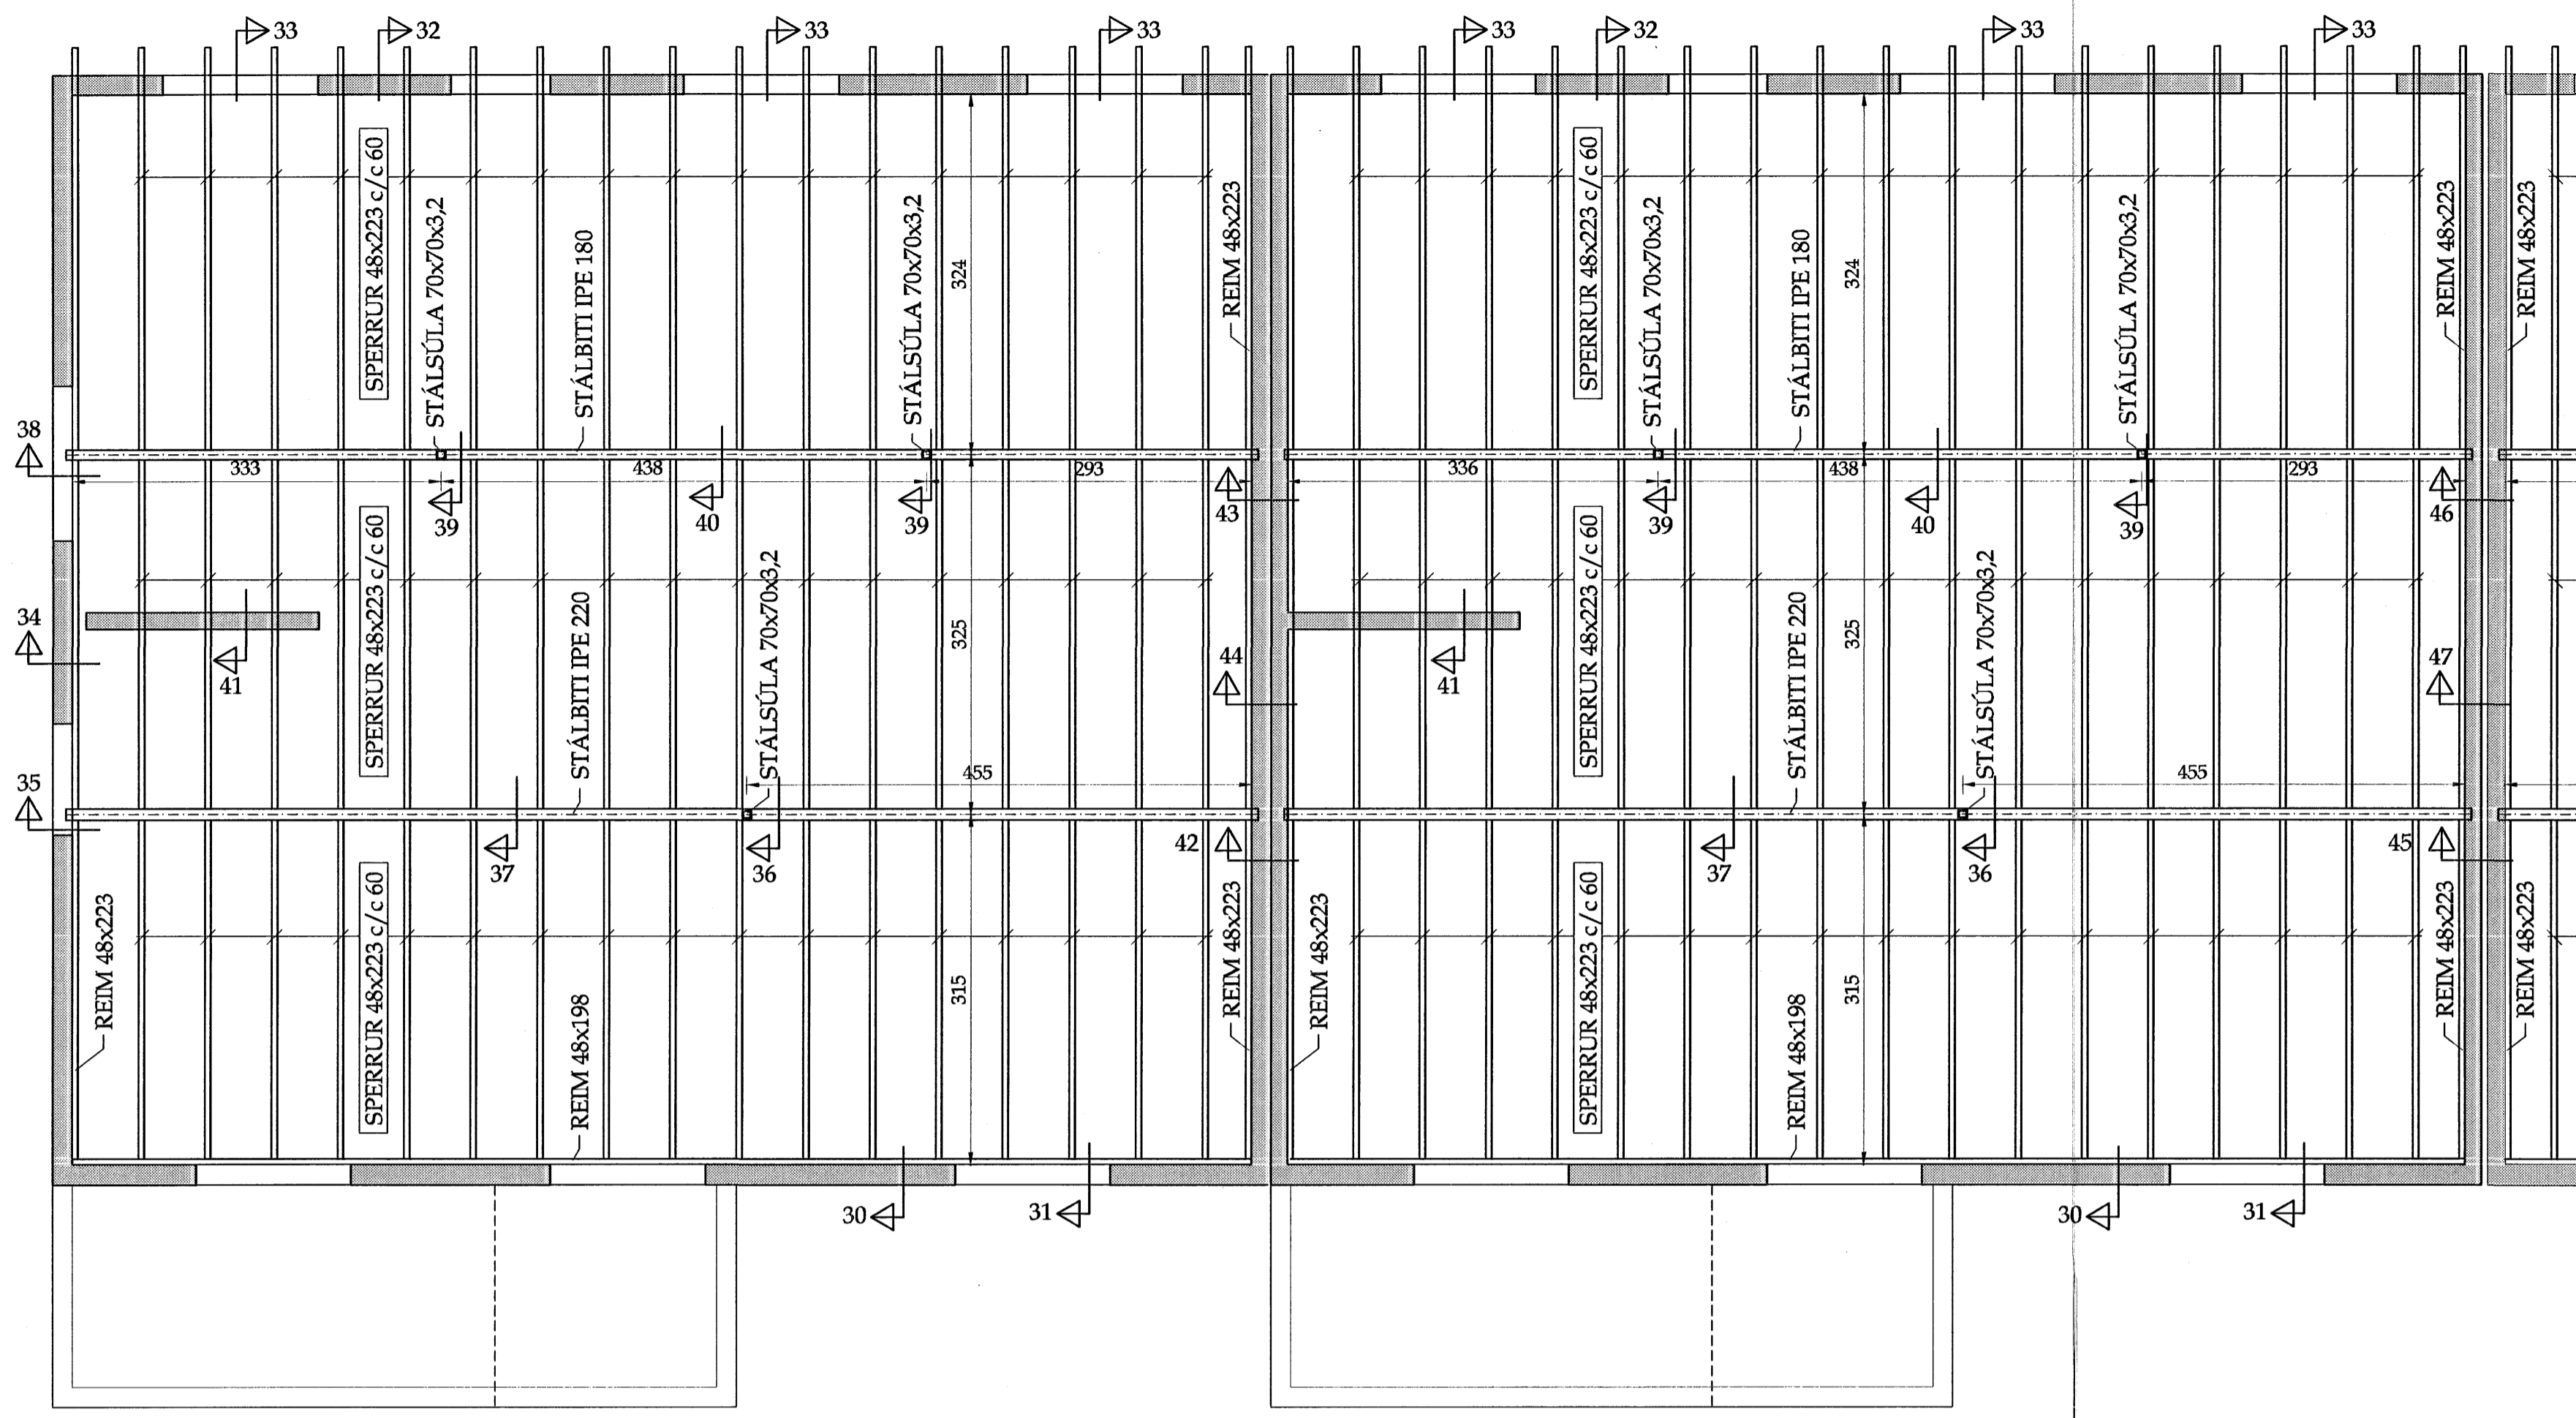 33
32
33
33
33
32
33
33
SPERRUR 48x223 c/c 60
STÁLSÚLA 70x70x3,2
STÁLBITI IPE 180
STÁLSÚLA 70x70x3,2
324
REIM 48x223
SPERRUR 48x223 c/c 60
STÁLSÚLA 70x70x3,2
STÁLBITI IPE 180
324
STÁLSÚLA 70x70x3,2
REIM 48x223
REIM 48x223
38
333
438
293
336
438
293
39
40
39
43
39
40
39
46
SPERRUR 48x223 c/c 60
STÁLBITI IPE 220
STÁLSÚLA 70x70x3,2
325
SPERRUR 48x223 c/c 60
STÁLBITI IPE 220
325
STÁLSÚLA 70x70x3,2
34
41
44
41
47
35
455
455
37
36
42
37
36
45
REIM 48x223
SPERRUR 48x223 c/c 60
REIM 48x198
315
REIM 48x223
REIM 48x223
SPERRUR 48x223 c/c 60
REIM 48x198
315
REIM 48x223
REIM 48x223
30
31
30
31